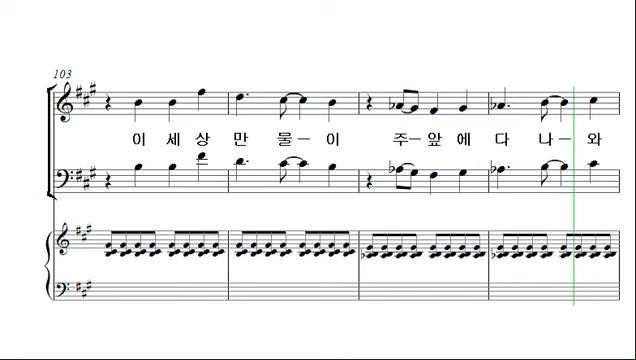 103
이 세 상 만 물 ─ 이 주 ─ 앞 에 다 나 ─ 와